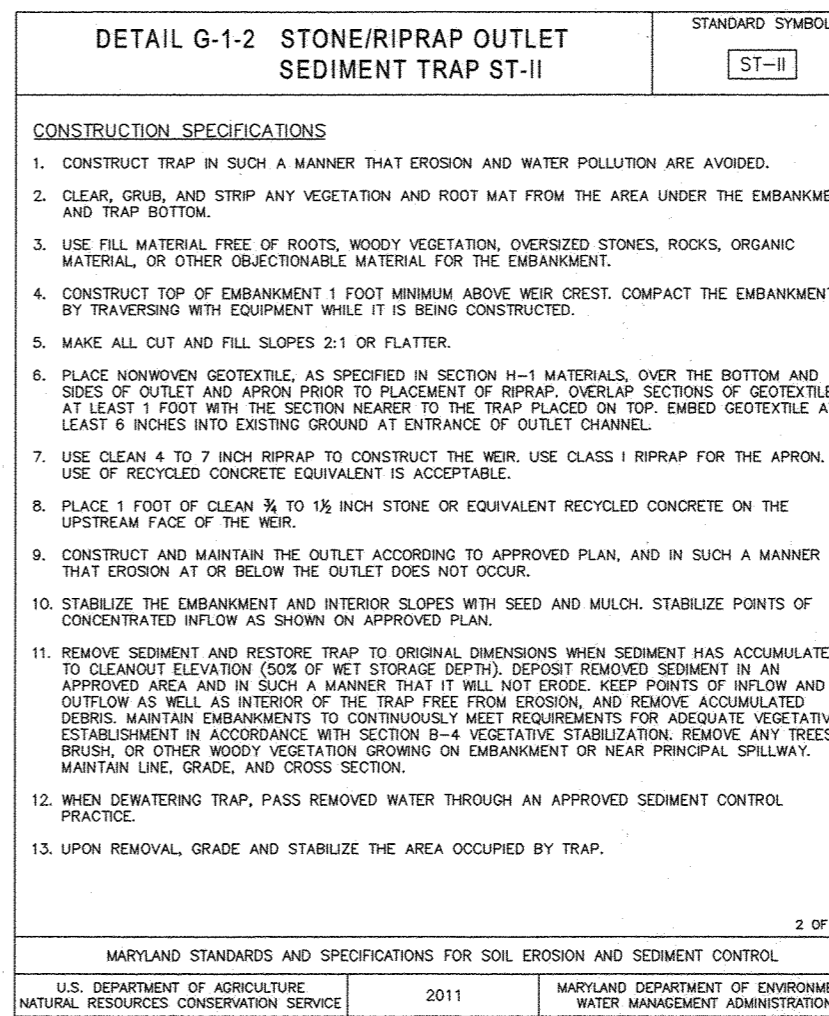 DETAIL G-1-2 STONE/RIPRAP OUTLET
SEDIMENT TRAP ST-II
STANDARD SYMBOL
ST-II
CONSTRUCTION SPECIFICATIONS
1. CONSTRUCT TRAP IN SUCH A MANNER THAT EROSION AND WATER POLLUTION ARE AVOIDED.
2. CLEAR, GRUB, AND STRIP ANY VEGETATION AND ROOT MAT FROM THE AREA UNDER THE EMBANKME
AND TRAP BOTTOM.
3. USE FILL MATERIAL FREE OF ROOTS, WOODY VEGETATION, OVERSIZED STONES, ROCKS, ORGANIC
MATERIAL, OR OTHER OBJECTIONABLE MATERIAL FOR THE EMBANKMENT.
4. CONSTRUCT TOP OF EMBANKMENT 1 FOOT MINIMUM ABOVE WEIR CREST. COMPACT THE EMBANKMENT
BY TRAVERSING WITH EQUIPMENT WHILE IT IS BEING CONSTRUCTED.
5. MAKE ALL CUT AND FILL SLOPES 2:1 OR FLATTER.
6. PLACE NONWOVEN GEOTEXTILE, AS SPECIFIED IN SECTION H-1 MATERIALS, OVER THE BOTTOM AND
SIDES OF OUTLET AND APRON PRIOR TO PLACEMENT OF RIPRAP. OVERLAP SECTIONS OF GEOTEXTILE
AT LEAST 1 FOOT WITH THE SECTION NEARER TO THE TRAP PLACED ON TOP. EMBED GEOTEXTILE A
LEAST 6 INCHES INTO EXISTING GROUND AT ENTRANCE OF OUTLET CHANNEL.
7. USE CLEAN 4 TO 7 INCH RIPRAP TO CONSTRUCT THE WEIR. USE CLASS I RIPRAP FOR THE APRON.
USE OF RECYCLED CONCRETE EQUIVALENT IS ACCEPTABLE.
8. PLACE 1 FOOT OF CLEAN ¾ TO 1½ INCH STONE OR EQUIVALENT RECYCLED CONCRETE ON THE
UPSTREAM FACE OF THE WEIR.
9. CONSTRUCT AND MAINTAIN THE OUTLET ACCORDING TO APPROVED PLAN, AND IN SUCH A MANNER
THAT EROSION AT OR BELOW THE OUTLET DOES NOT OCCUR.
10. STABILIZE THE EMBANKMENT AND INTERIOR SLOPES WITH SEED AND MULCH. STABILIZE POINTS OF
CONCENTRATED INFLOW AS SHOWN ON APPROVED PLAN.
11. REMOVE SEDIMENT AND RESTORE TRAP TO ORIGINAL DIMENSIONS WHEN SEDIMENT HAS ACCUMULATE
TO CLEANOUT ELEVATION (50% OF WET STORAGE DEPTH). DEPOSIT REMOVED SEDIMENT IN AN
APPROVED AREA AND IN SUCH A MANNER THAT IT WILL NOT ERODE. KEEP POINTS OF INFLOW AND
OUTFLOW AS WELL AS INTERIOR OF THE TRAP FREE FROM EROSION, AND REMOVE ACCUMULATED
DEBRIS. MAINTAIN EMBANKMENTS TO CONTINUOUSLY MEET REQUIREMENTS FOR ADEQUATE VEGETATIV
ESTABLISHMENT IN ACCORDANCE WITH SECTION B-4 VEGETATIVE STABILIZATION. REMOVE ANY TREES
BRUSH, OR OTHER WOODY VEGETATION GROWING ON EMBANKMENT OR NEAR PRINCIPAL SPILLWAY.
MAINTAIN LINE, GRADE, AND CROSS SECTION.
12. WHEN DEWATERING TRAP, PASS REMOVED WATER THROUGH AN APPROVED SEDIMENT CONTROL
PRACTICE.
13. UPON REMOVAL, GRADE AND STABILIZE THE AREA OCCUPIED BY TRAP.
2 OF
MARYLAND STANDARDS AND SPECIFICATIONS FOR SOIL EROSION AND SEDIMENT CONTROL
U.S. DEPARTMENT OF AGRICULTURE
NATURAL RESOURCES CONSERVATION SERVICE
2011
MARYLAND DEPARTMENT OF ENVIRONME
WATER MANAGEMENT ADMINISTRATION